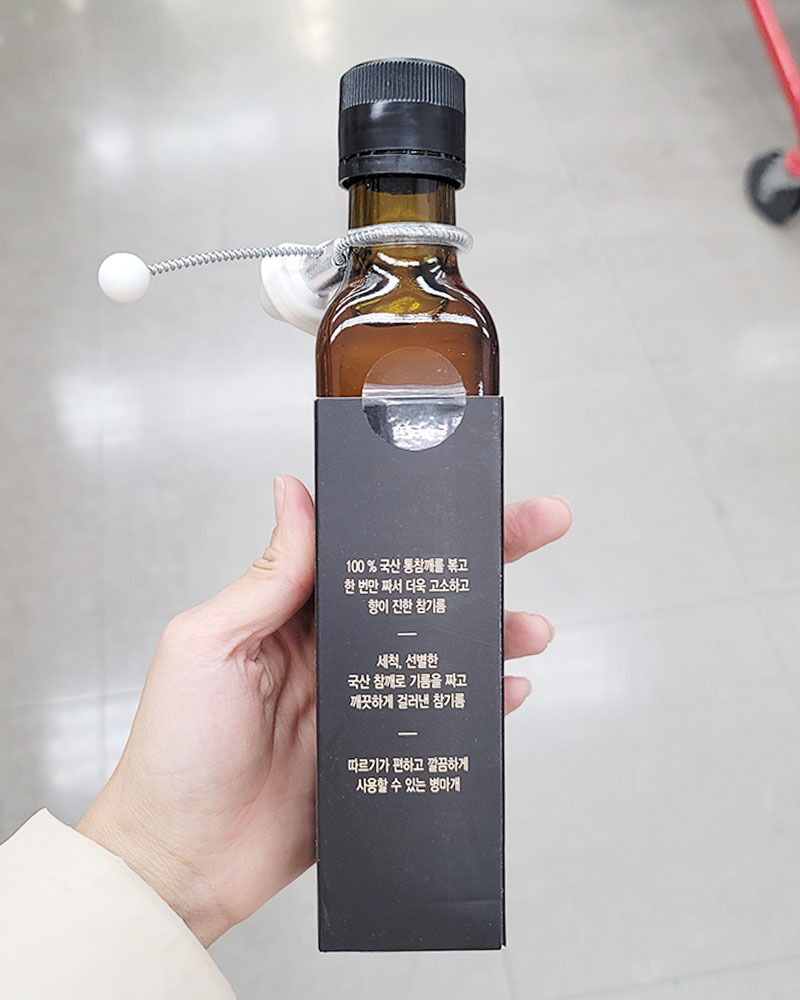 100 % 국산 통참깨를 볶고
한 번만 짜서 더욱 고소하고
향이 진한 참기름
세척, 선별한
국산 참깨로 기름을 짜고
깨끗하게 걸러낸 참기름
따르기가 편하고 깔끔하게
사용할 수 있는 병마개